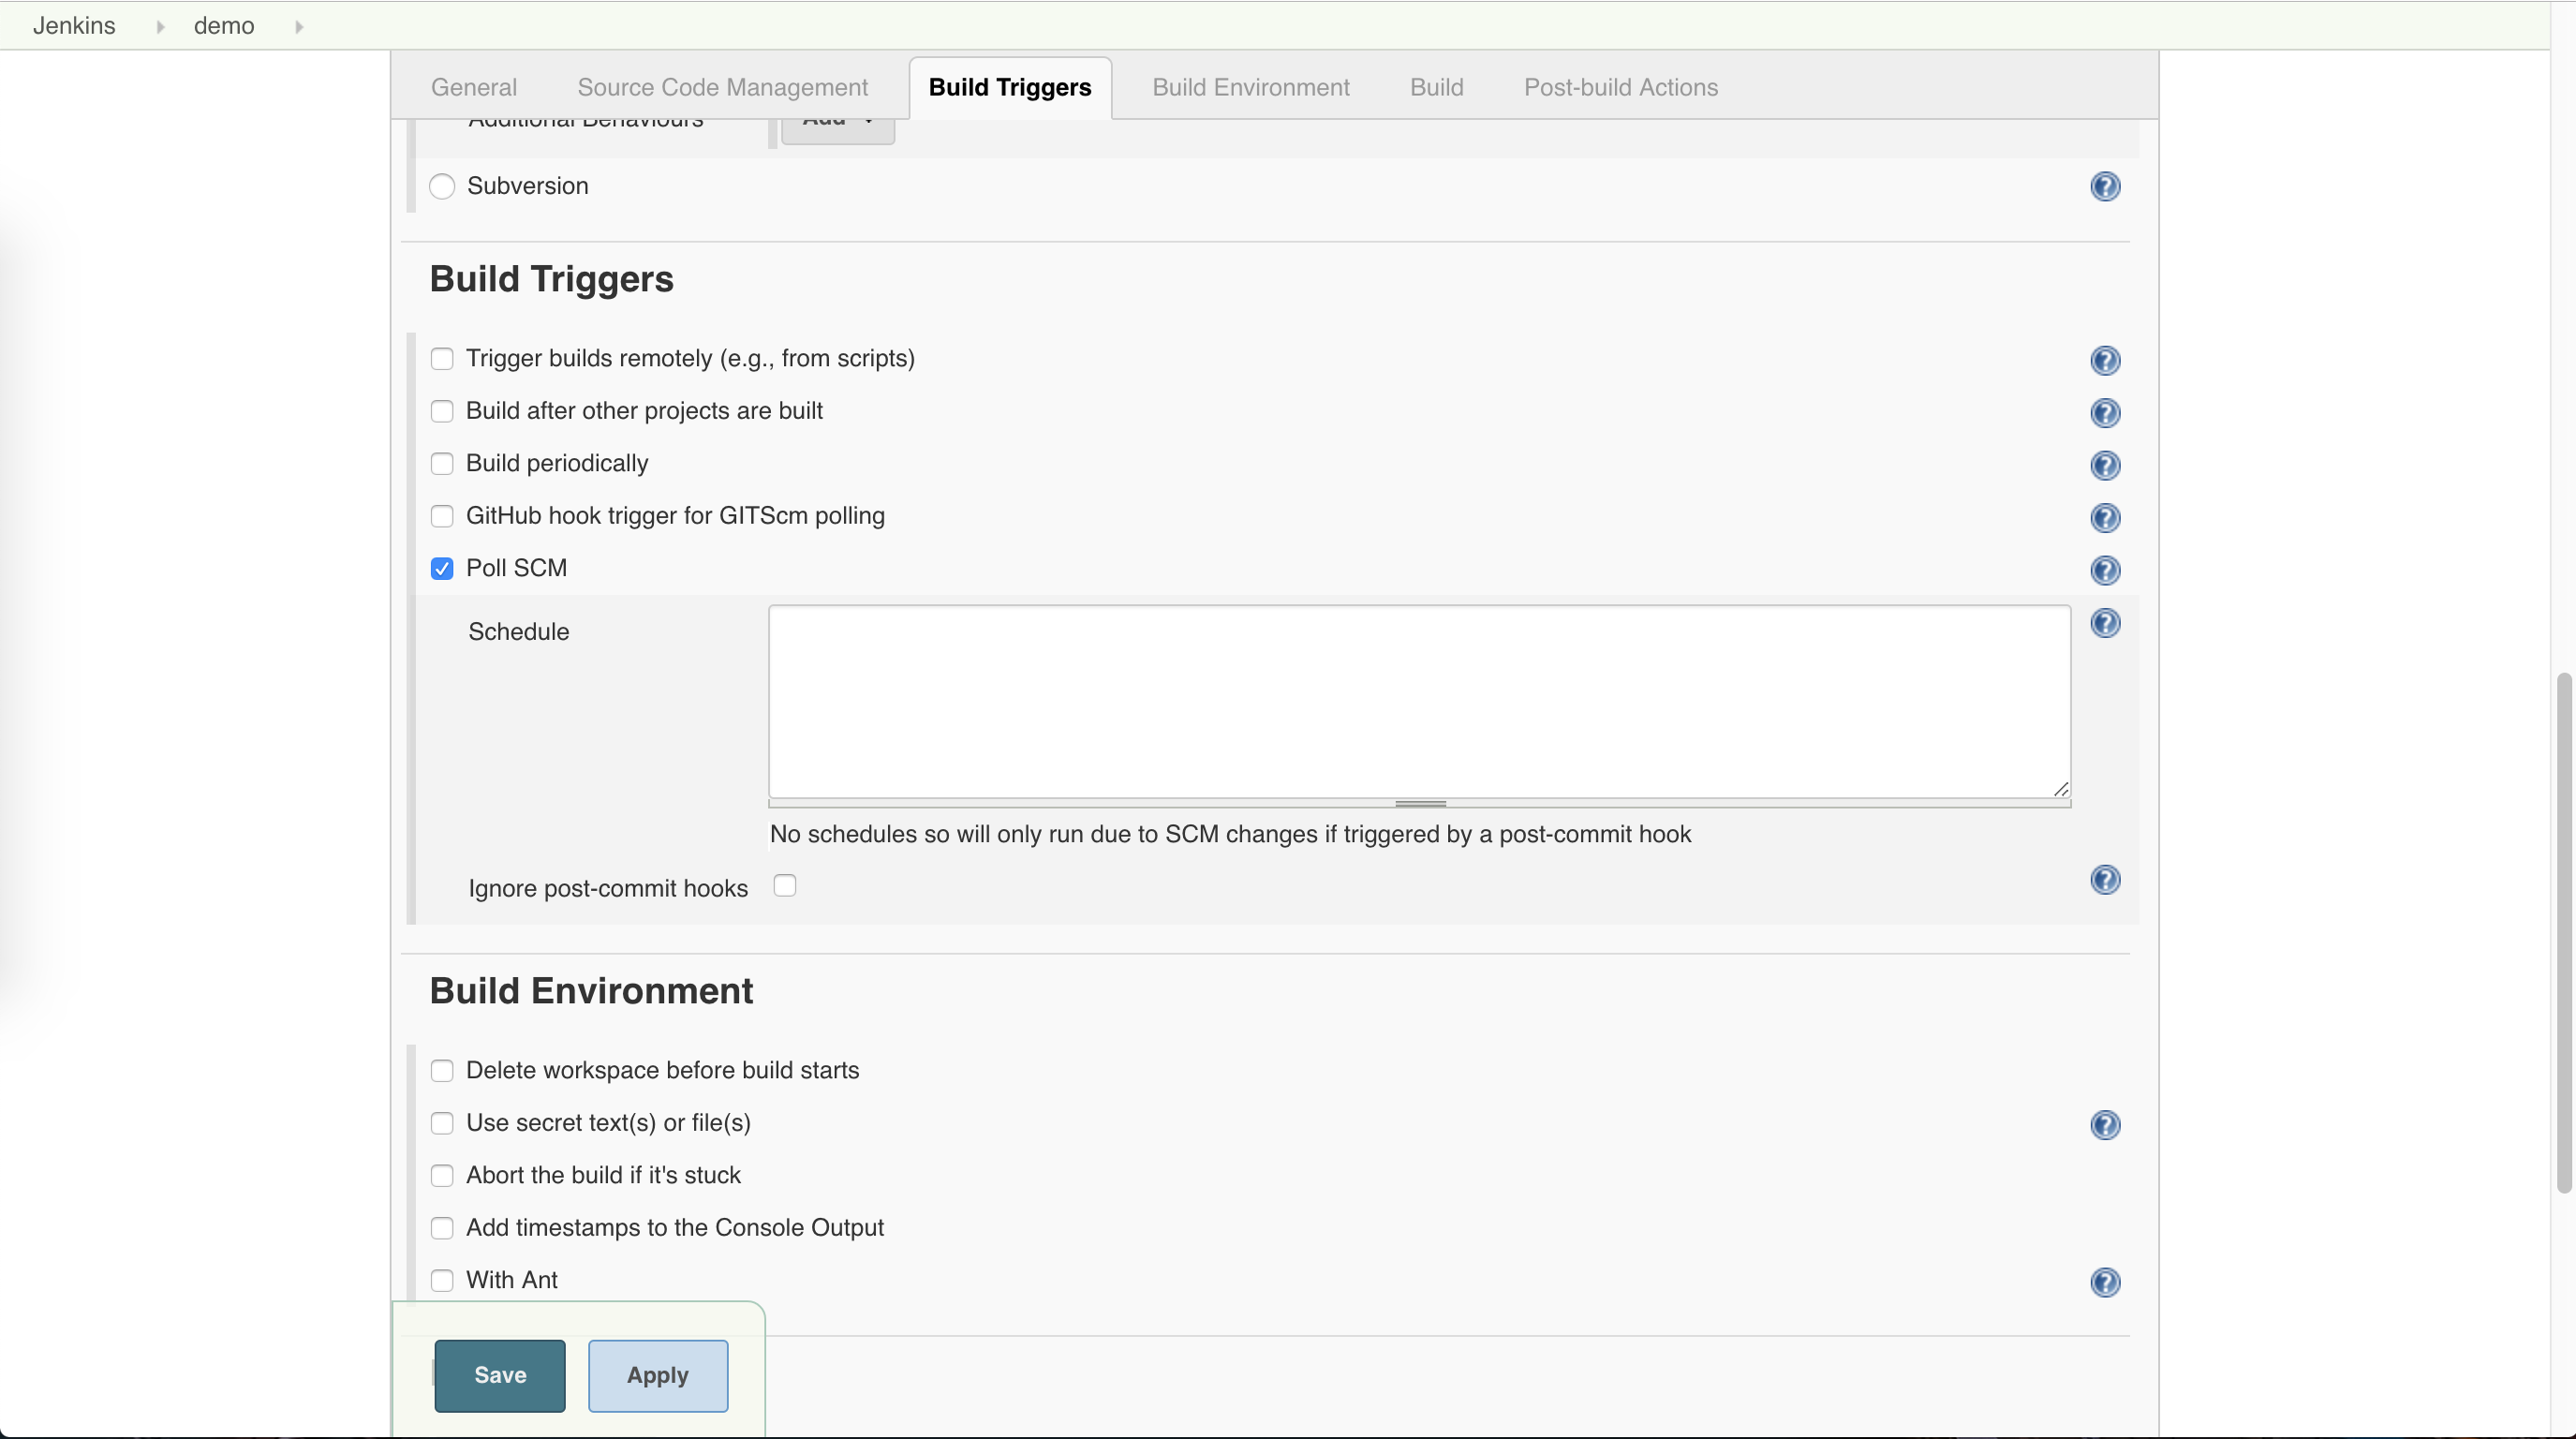 Jenkins demo
General Source Code Management Build Triggers Build Environment Build Post-build Actions
Additional Behaviours Add
Subversion
Build Triggers
Trigger builds remotely (e.g., from scripts)
Build after other projects are built
Build periodically
GitHub hook trigger for GITScm polling
Poll SCM
Schedule
No schedules so will only run due to SCM changes if triggered by a post-commit hook
Ignore post-commit hooks
Build Environment
Delete workspace before build starts
Use secret text(s) or file(s)
Abort the build if it's stuck
Add timestamps to the Console Output
With Ant
Save Apply